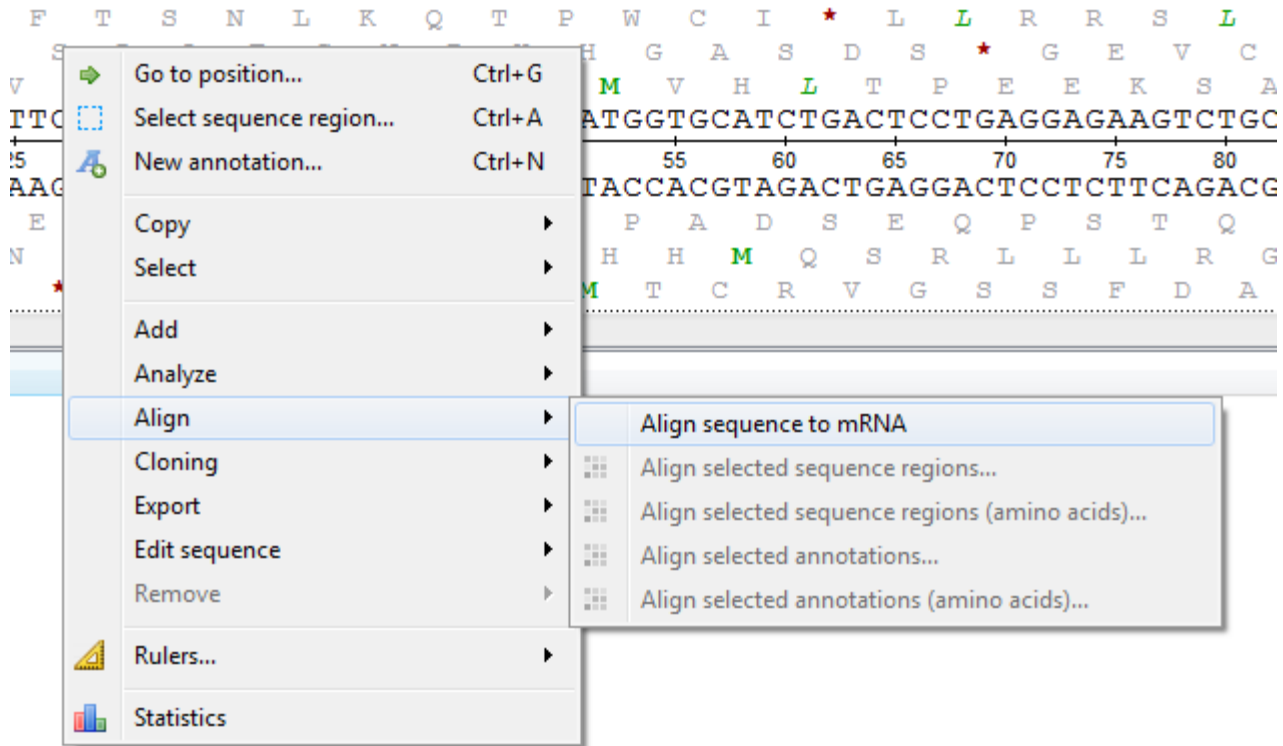 F T S N L K Q T P W C I * L L R R S L
S H G A S D S * G E V C
V M V H L T P E E K S A
TTC ATGGTGCATCTGACTCCTGAGGAGAAGTCTGC
25 55 60 65 70 75 80
AAG TACCACGTAGACTGAGGACTCCTCTTCAGACG
E P A D S E Q P S T Q
N H H M Q S R L L L R G
* M T C R V G S S F D A
Go to position... Ctrl+G
Select sequence region... Ctrl+A
New annotation... Ctrl+N
Copy
Select
Add
Analyze
Align
Cloning
Export
Edit sequence
Remove
Rulers...
Statistics
Align sequence to mRNA
Align selected sequence regions...
Align selected sequence regions (amino acids)...
Align selected annotations...
Align selected annotations (amino acids)...